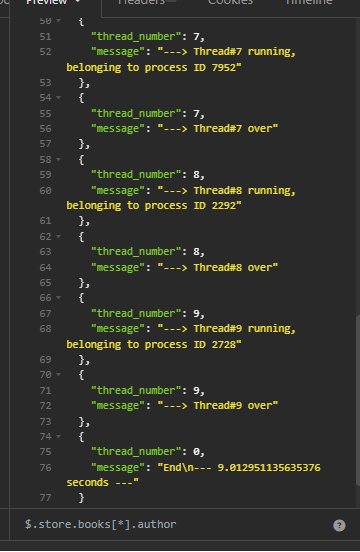 Preview
Headers
Cookies
Timeline
50 {
51 "thread_number": 7,
52 "message": "---> Thread#7 running,
belonging to process ID 7952"
53 },
54 {
55 "thread_number": 7,
56 "message": "---> Thread#7 over"
57 },
58 {
59 "thread_number": 8,
60 "message": "---> Thread#8 running,
belonging to process ID 2292"
61 },
62 {
63 "thread_number": 8,
64 "message": "---> Thread#8 over"
65 },
66 {
67 "thread_number": 9,
68 "message": "---> Thread#9 running,
belonging to process ID 2728"
69 },
70 {
71 "thread_number": 9,
72 "message": "---> Thread#9 over"
73 },
74 {
75 "thread_number": 0,
76 "message": "End\n--- 9.012951135635376
seconds ---"
77 }
$.store.books[*].author
?